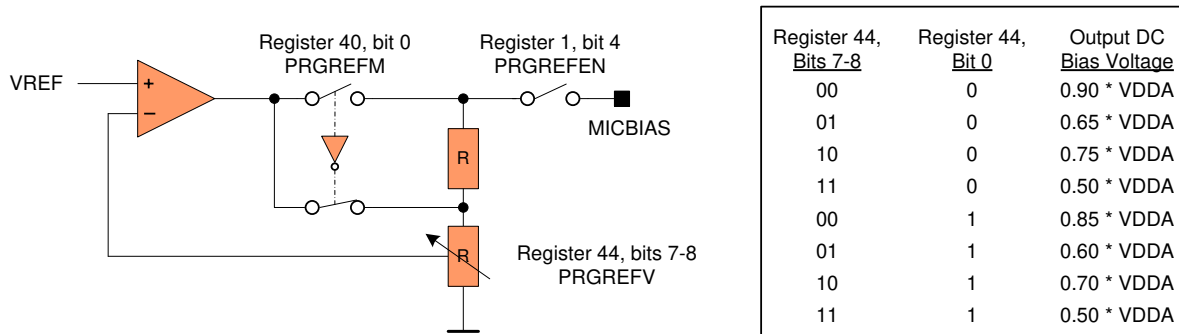 Register 40, bit 0
PRGREFM
Register 1, bit 4
PRGREFEN
VREF
+
−
MICBIAS
R
R
Register 44, bits 7-8
PRGREFV
Register 44, Bits 7-8 Register 44, Bit 0 Output DC Bias Voltage
00 0 0.90 * VDDA
01 0 0.65 * VDDA
10 0 0.75 * VDDA
11 0 0.50 * VDDA
00 1 0.85 * VDDA
01 1 0.60 * VDDA
10 1 0.70 * VDDA
11 1 0.50 * VDDA